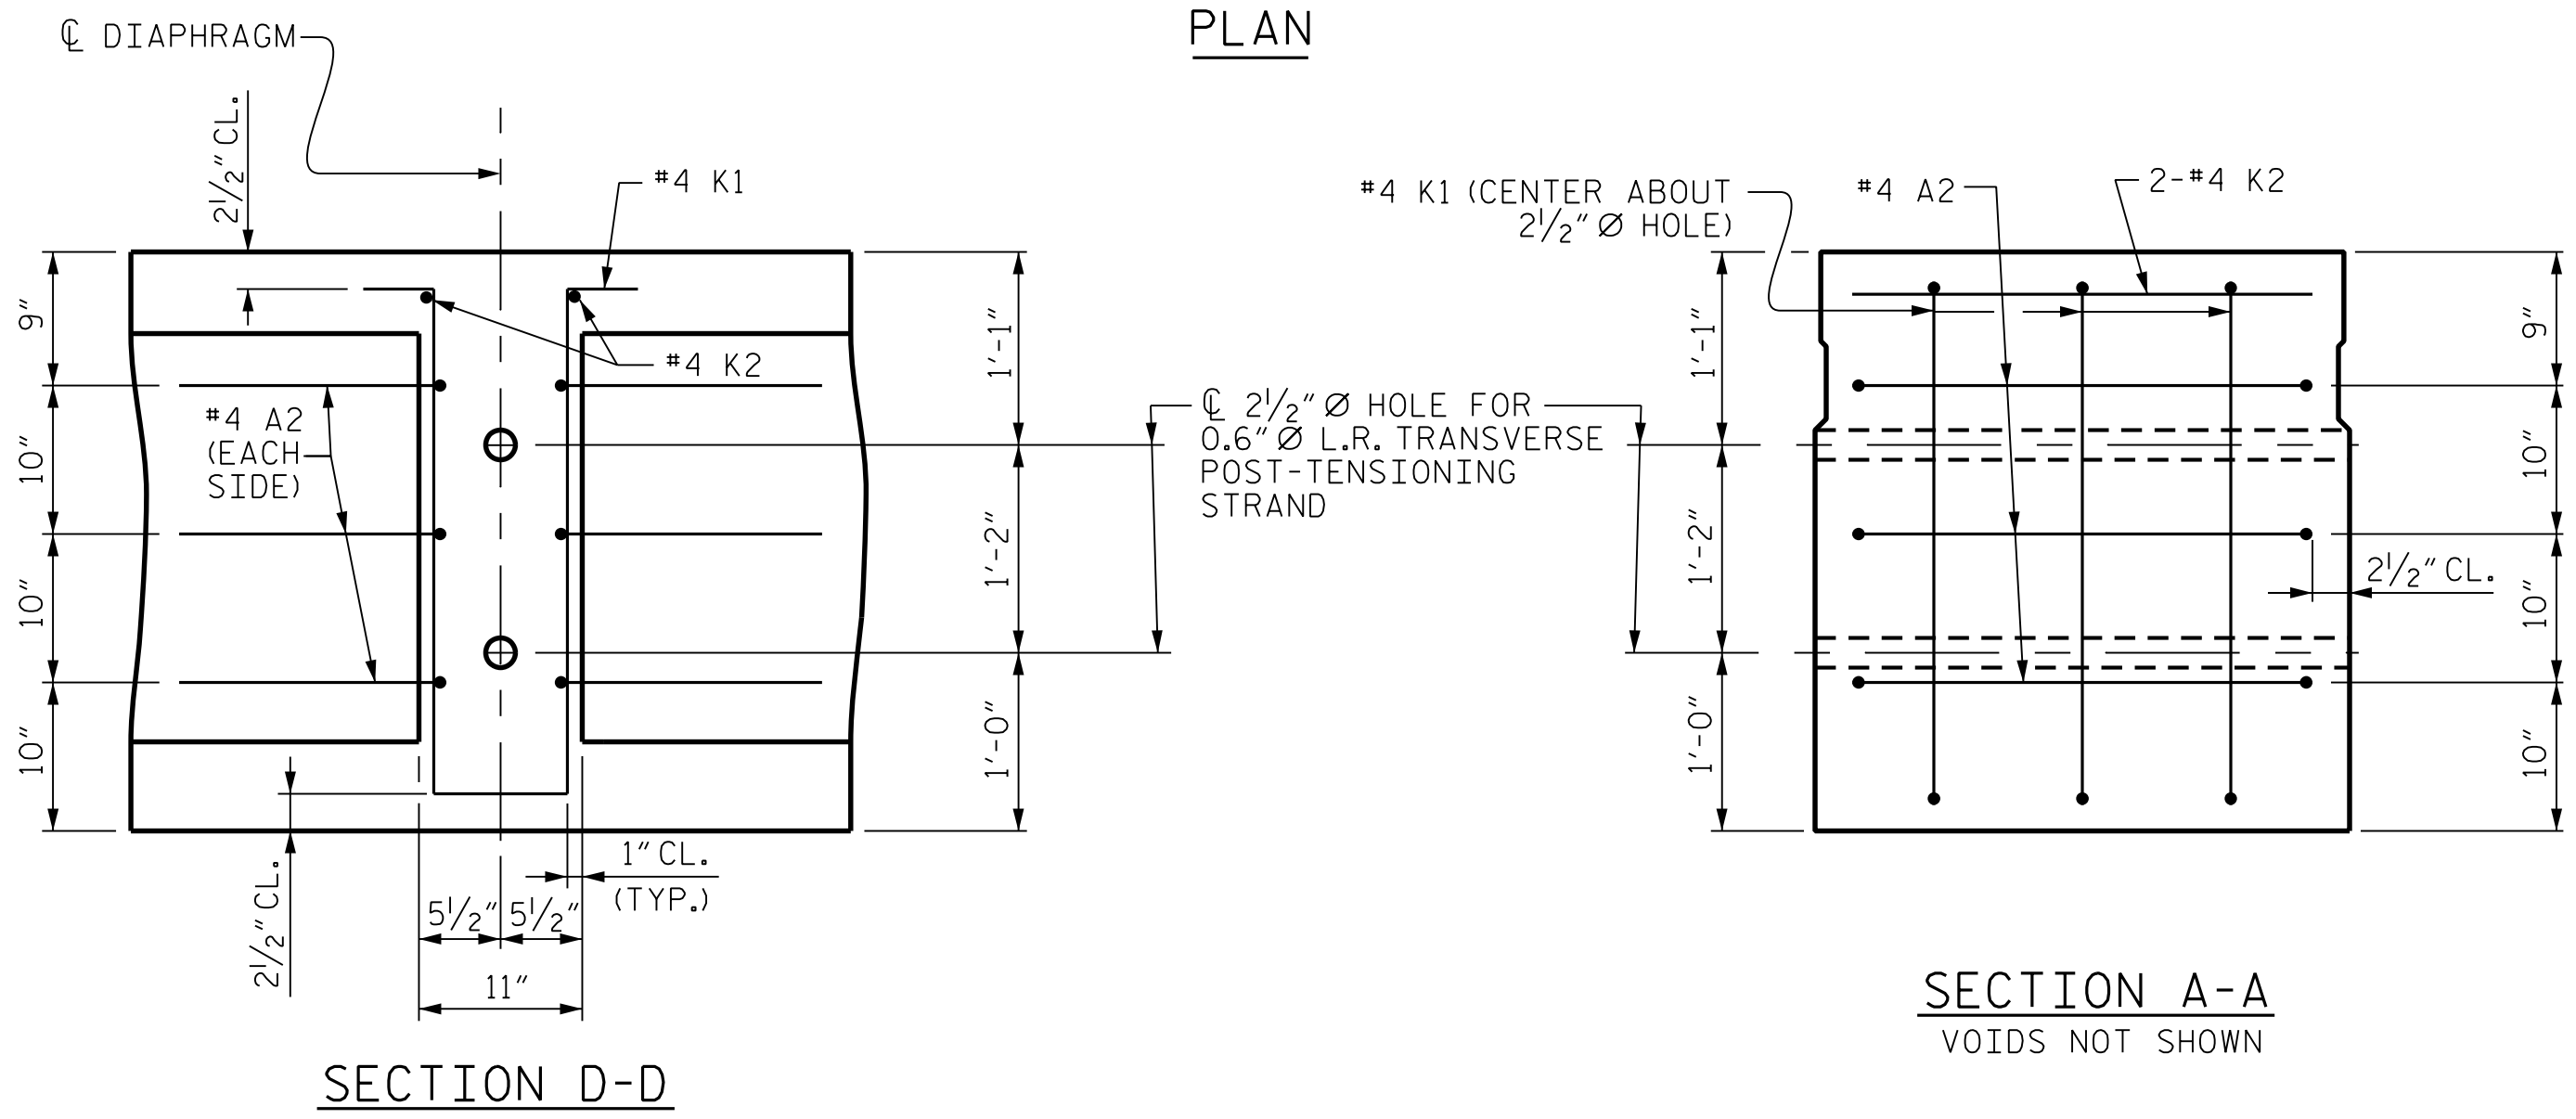 PLAN
℄ DIAPHRAGM
2½" CL.
#4 K1
#4 K2
9"
10"
10"
10"
#4 A2
(EACH
SIDE)
1'-1"
1'-2"
1'-0"
2½" CL.
1" CL.
(TYP.)
5½"
5½"
11"
SECTION D-D
℄ 2½" Ø HOLE FOR
0.6" Ø L.R. TRANSVERSE
POST-TENSIONING
STRAND
#4 K1 (CENTER ABOUT
2½" Ø HOLE)
#4 A2
2-#4 K2
1'-1"
1'-2"
1'-0"
9"
10"
10"
10"
2½" CL.
SECTION A-A
VOIDS NOT SHOWN